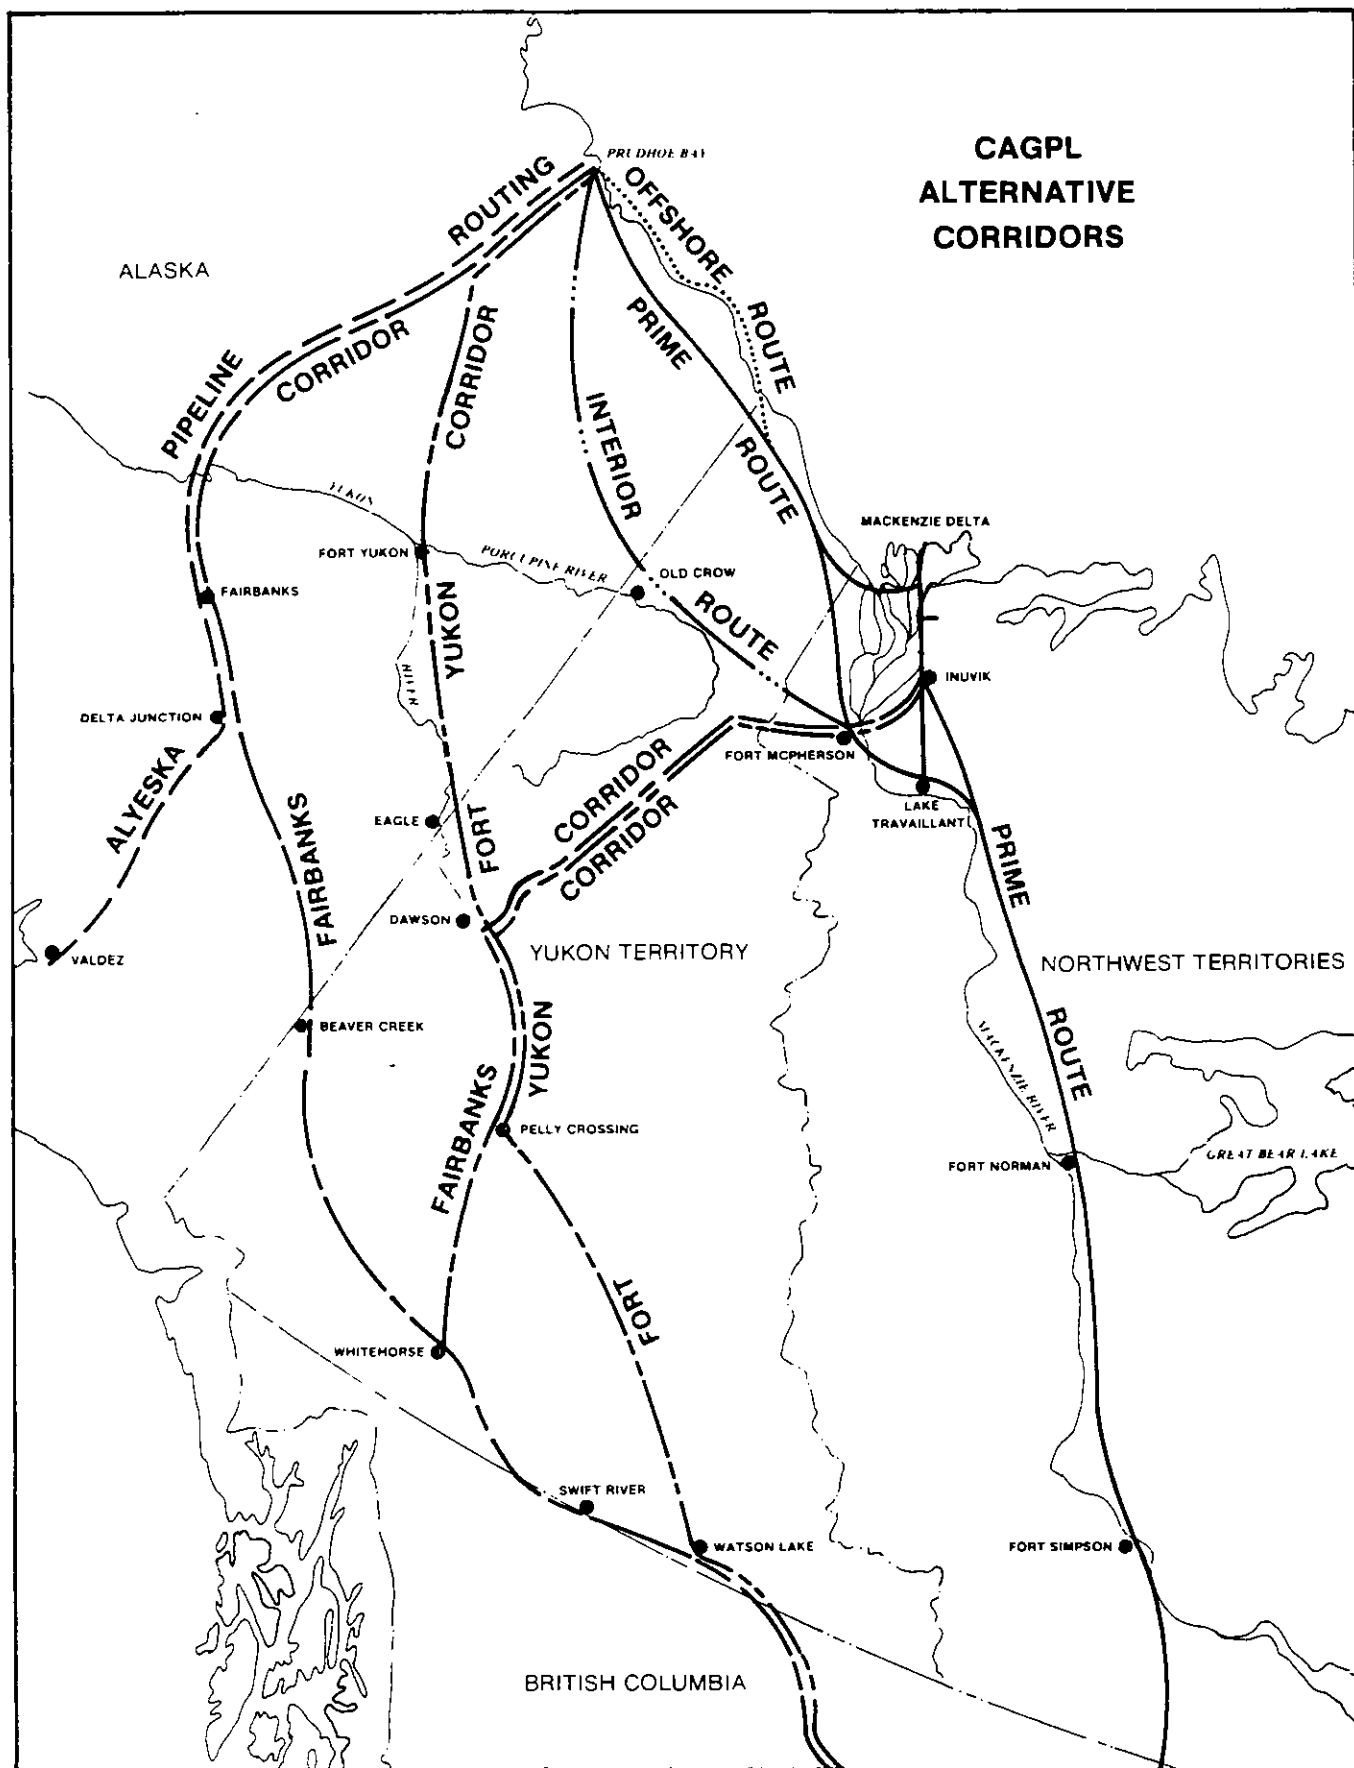 CAGPL
ALTERNATIVE
CORRIDORS
PRUDHOE BAY
OFFSHORE
ROUTE
ROUTING
PIPELINE
CORRIDOR
ALASKA
CORRIDOR
PRIME
ROUTE
INTERIOR
ROUTE
YUKON
FORT YUKON
PORCUPINE RIVER
OLD CROW
MACKENZIE DELTA
FAIRBANKS
YUKON
RIVER
INUVIK
DELTA JUNCTION
FORT MCPHERSON
ALYESKA
CORRIDOR
CORRIDOR
LAKE
TRAVAILLANT
EAGLE
FORT
PRIME
FAIRBANKS
DAWSON
VALDEZ
YUKON TERRITORY
NORTHWEST TERRITORIES
BEAVER CREEK
YUKON
ROUTE
MACKENZIE RIVER
FAIRBANKS
PELLY CROSSING
FORT NORMAN
GREAT BEAR LAKE
FORT
WHITEHORSE
SWIFT RIVER
WATSON LAKE
FORT SIMPSON
BRITISH COLUMBIA